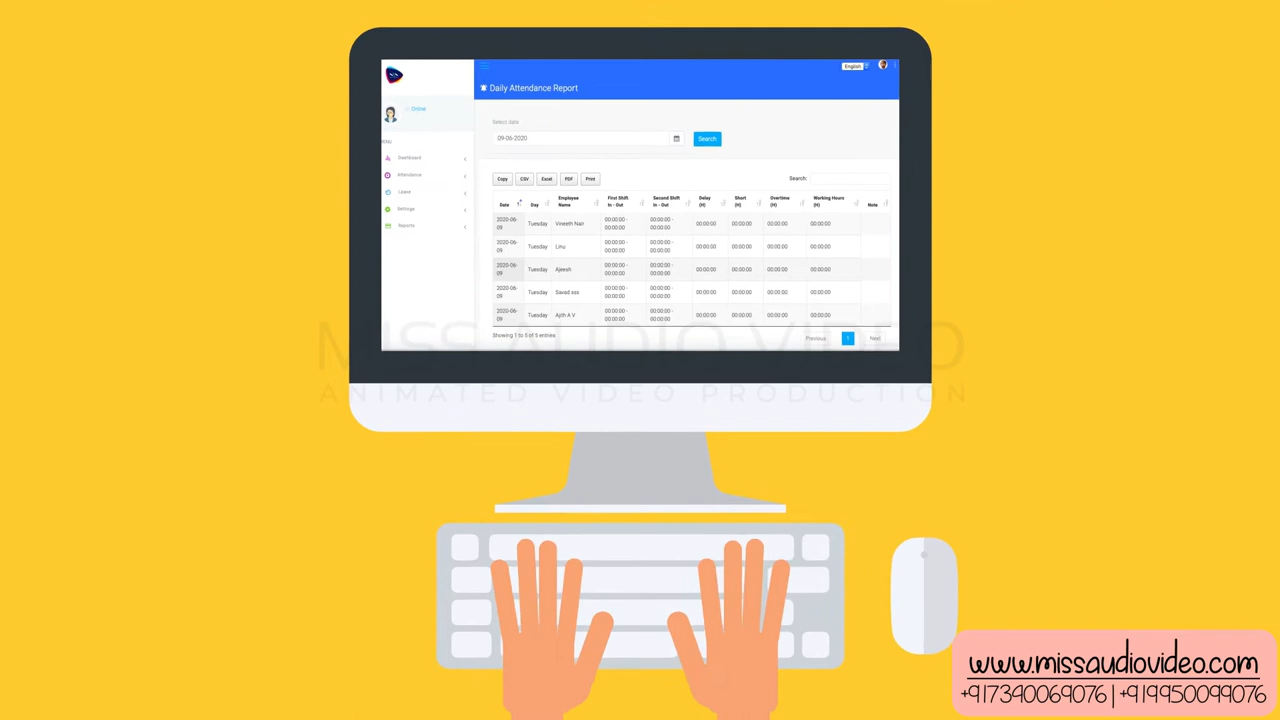 English
Daily Attendance Report
Online
Select date
09-06-2020
Search
Menu
Dashboard
Attendance
Leave
Settings
Reports
Copy CSV Excel PDF Print
Search:
Date Day Employee Name First Shift In - Out Second Shift In - Out Delay (H) Short (H) Overtime (H) Working Hours (H) Note
2020-06-09 Tuesday Vineeth Nair 00:00:00 - 00:00:00 00:00:00 - 00:00:00 00:00:00 00:00:00 00:00:00 00:00:00
2020-06-09 Tuesday Linu 00:00:00 - 00:00:00 00:00:00 - 00:00:00 00:00:00 00:00:00 00:00:00 00:00:00
2020-06-09 Tuesday Ajeesh 00:00:00 - 00:00:00 00:00:00 - 00:00:00 00:00:00 00:00:00 00:00:00 00:00:00
2020-06-09 Tuesday Savad sss 00:00:00 - 00:00:00 00:00:00 - 00:00:00 00:00:00 00:00:00 00:00:00 00:00:00
2020-06-09 Tuesday Ajith A V 00:00:00 - 00:00:00 00:00:00 - 00:00:00 00:00:00 00:00:00 00:00:00 00:00:00
Showing 1 to 5 of 5 entries
Previous 1 Next
MISS AUDIO VIDEO
ANIMATED VIDEO PRODUCTION
www.missaudiovideo.com
+917390069076 | +919950099076